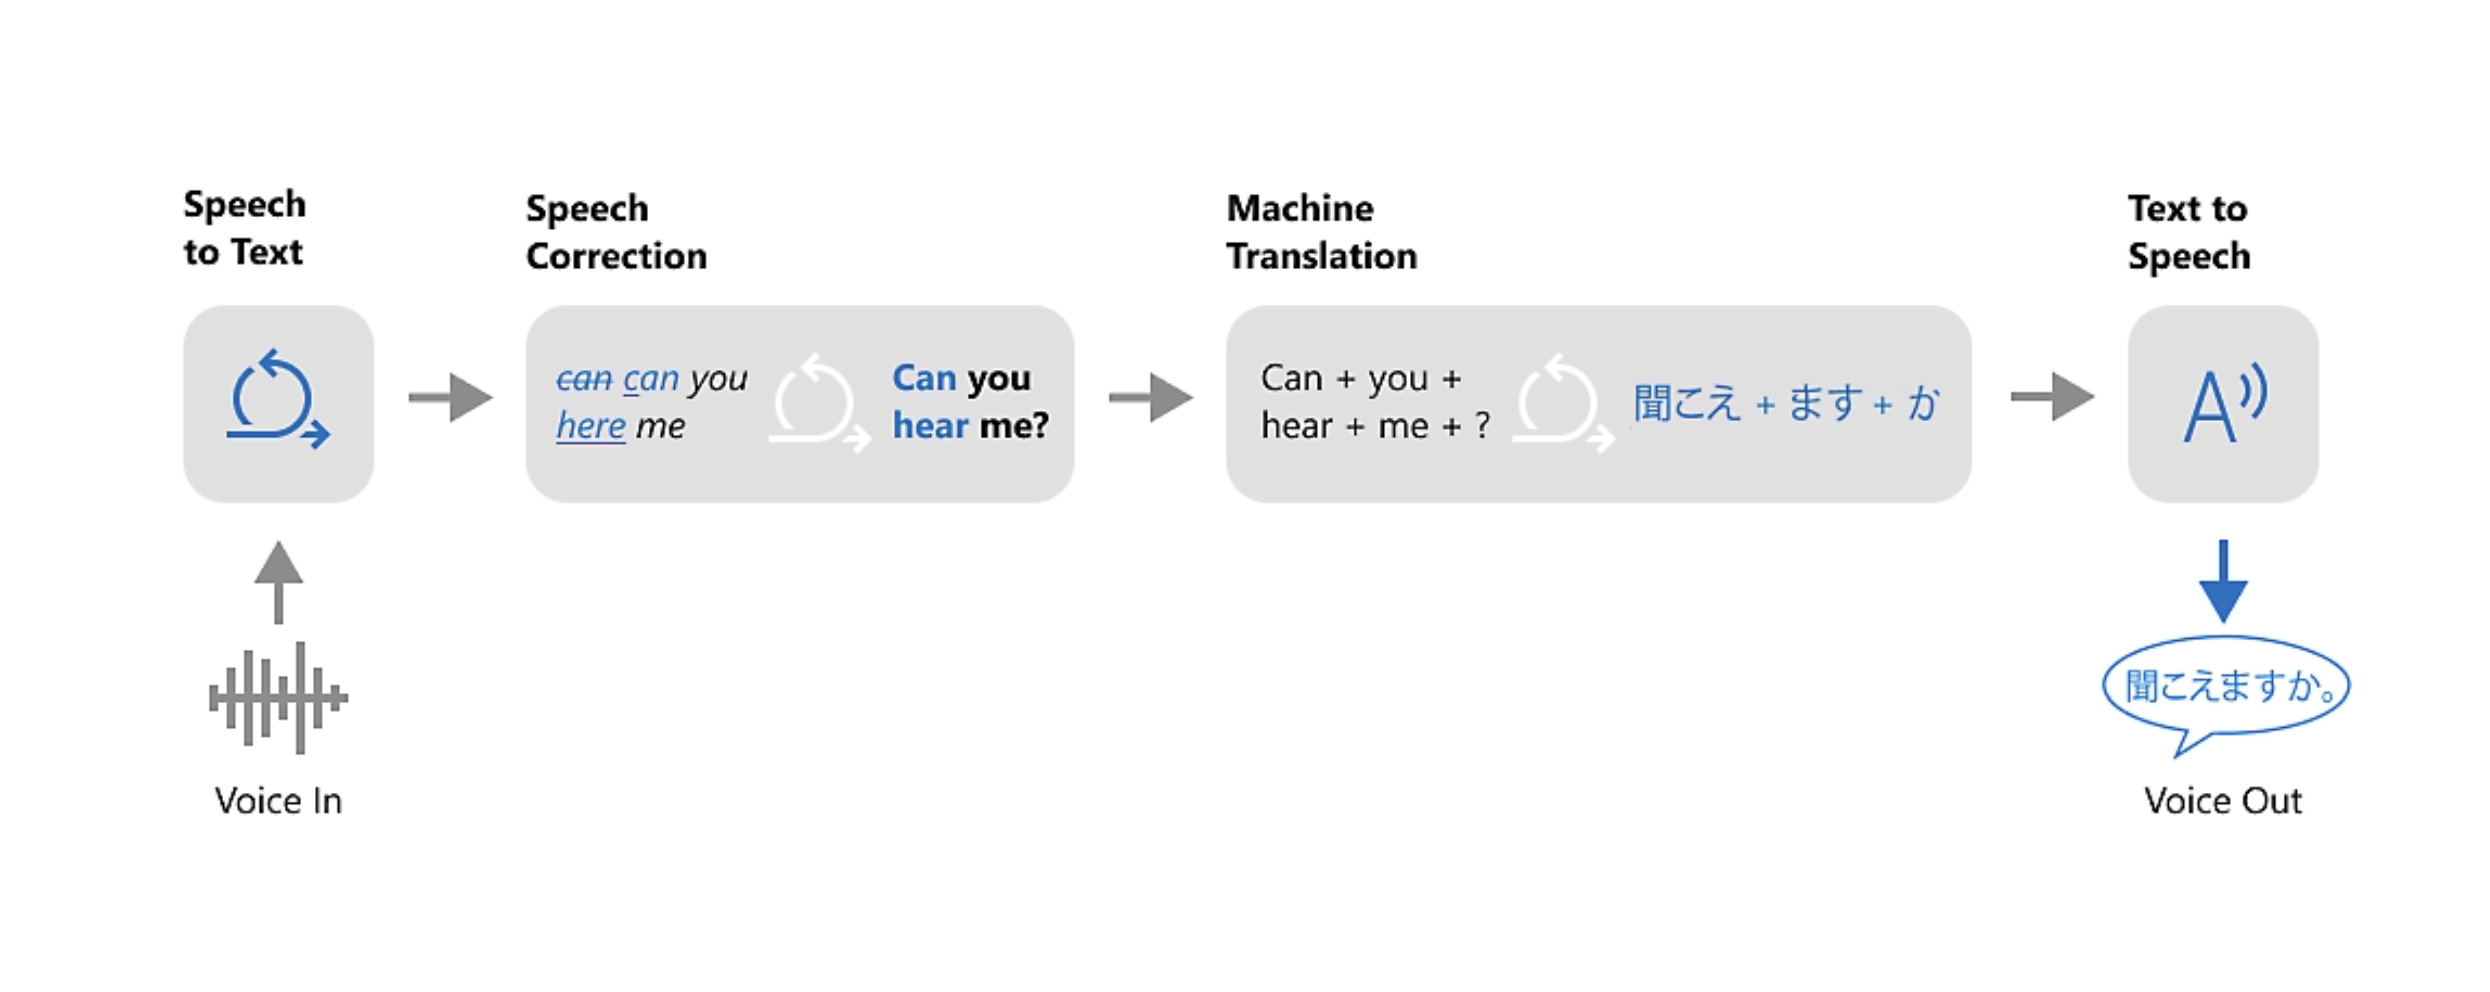 Speech
to Text
Speech
Correction
Machine
Translation
Text to
Speech
can can you
here me
Can you
hear me?
Can + you +
hear + me + ?
聞こえ + ます + か
聞こえますか。
Voice In
Voice Out